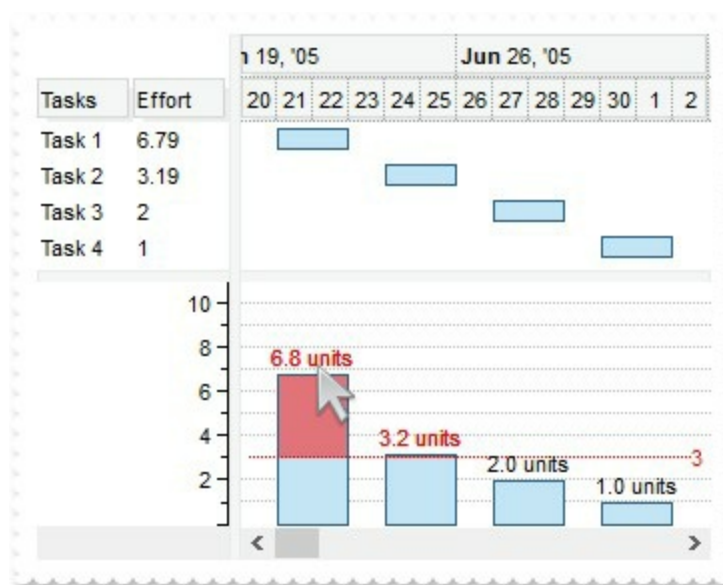 19, '05 Jun 26, '05
Tasks Effort 20 21 22 23 24 25 26 27 28 29 30 1 2
Task 1 6.79
Task 2 3.19
Task 3 2
Task 4 1
10
8
6.8 units
6
4
3.2 units
3
2.0 units
2
1.0 units